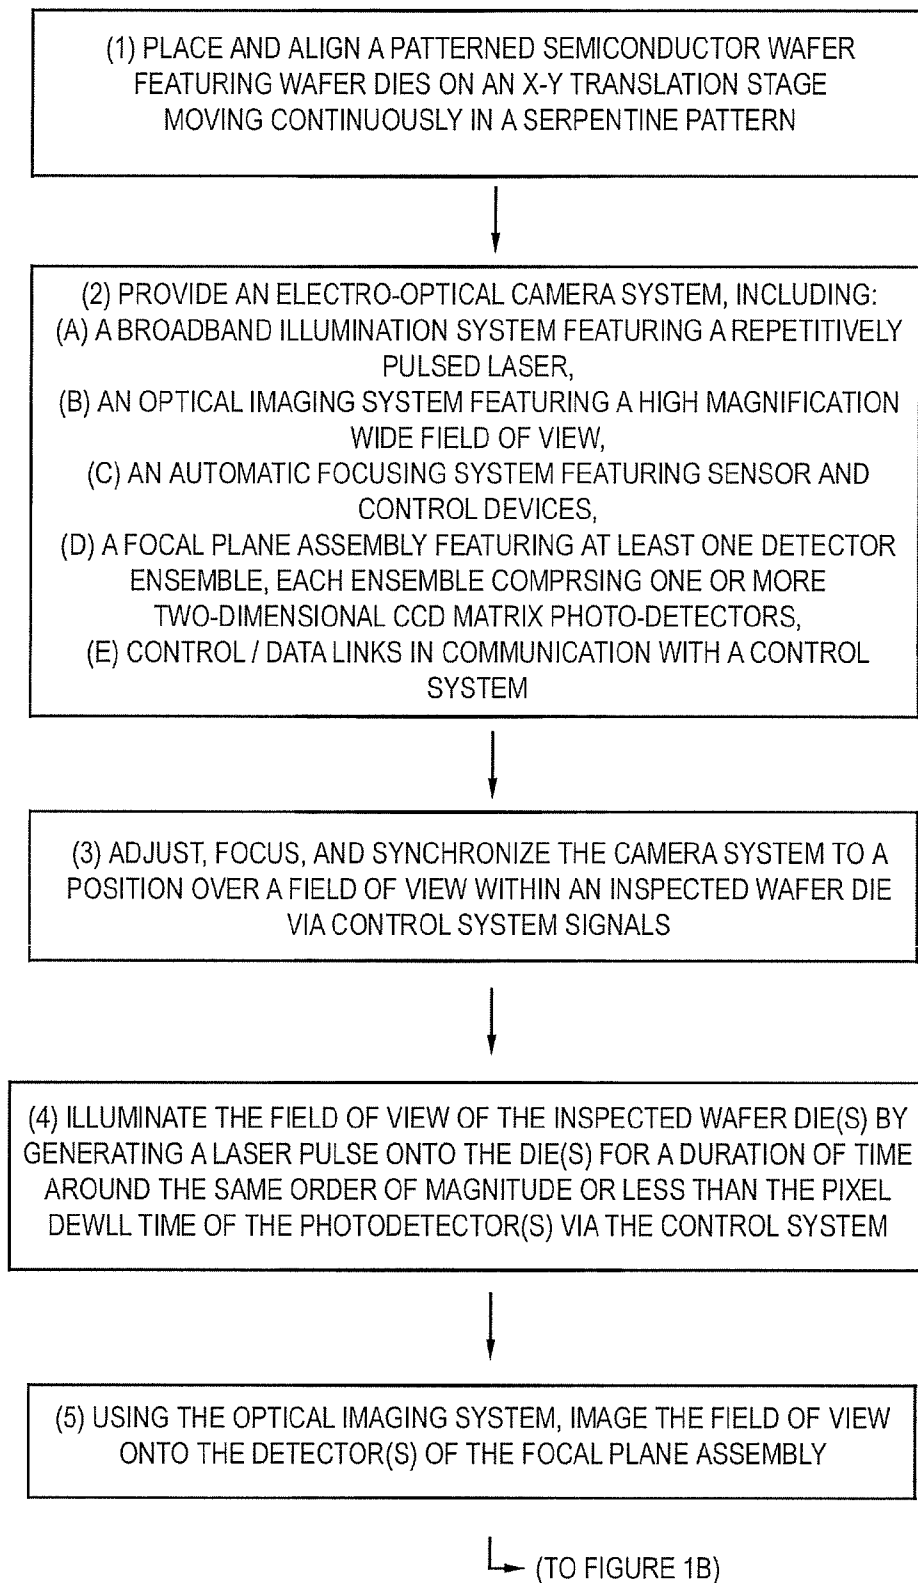 (1) PLACE AND ALIGN A PATTERNED SEMICONDUCTOR WAFER
FEATURING WAFER DIES ON AN X-Y TRANSLATION STAGE
MOVING CONTINUOUSLY IN A SERPENTINE PATTERN
(2) PROVIDE AN ELECTRO-OPTICAL CAMERA SYSTEM, INCLUDING:
(A) A BROADBAND ILLUMINATION SYSTEM FEATURING A REPETITIVELY
PULSED LASER,
(B) AN OPTICAL IMAGING SYSTEM FEATURING A HIGH MAGNIFICATION
WIDE FIELD OF VIEW,
(C) AN AUTOMATIC FOCUSING SYSTEM FEATURING SENSOR AND
CONTROL DEVICES,
(D) A FOCAL PLANE ASSEMBLY FEATURING AT LEAST ONE DETECTOR
ENSEMBLE, EACH ENSEMBLE COMPRSING ONE OR MORE
TWO-DIMENSIONAL CCD MATRIX PHOTO-DETECTORS,
(E) CONTROL / DATA LINKS IN COMMUNICATION WITH A CONTROL
SYSTEM
(3) ADJUST, FOCUS, AND SYNCHRONIZE THE CAMERA SYSTEM TO A
POSITION OVER A FIELD OF VIEW WITHIN AN INSPECTED WAFER DIE
VIA CONTROL SYSTEM SIGNALS
(4) ILLUMINATE THE FIELD OF VIEW OF THE INSPECTED WAFER DIE(S) BY
GENERATING A LASER PULSE ONTO THE DIE(S) FOR A DURATION OF TIME
AROUND THE SAME ORDER OF MAGNITUDE OR LESS THAN THE PIXEL
DEWLL TIME OF THE PHOTODETECTOR(S) VIA THE CONTROL SYSTEM
(5) USING THE OPTICAL IMAGING SYSTEM, IMAGE THE FIELD OF VIEW
ONTO THE DETECTOR(S) OF THE FOCAL PLANE ASSEMBLY
(TO FIGURE 1B)